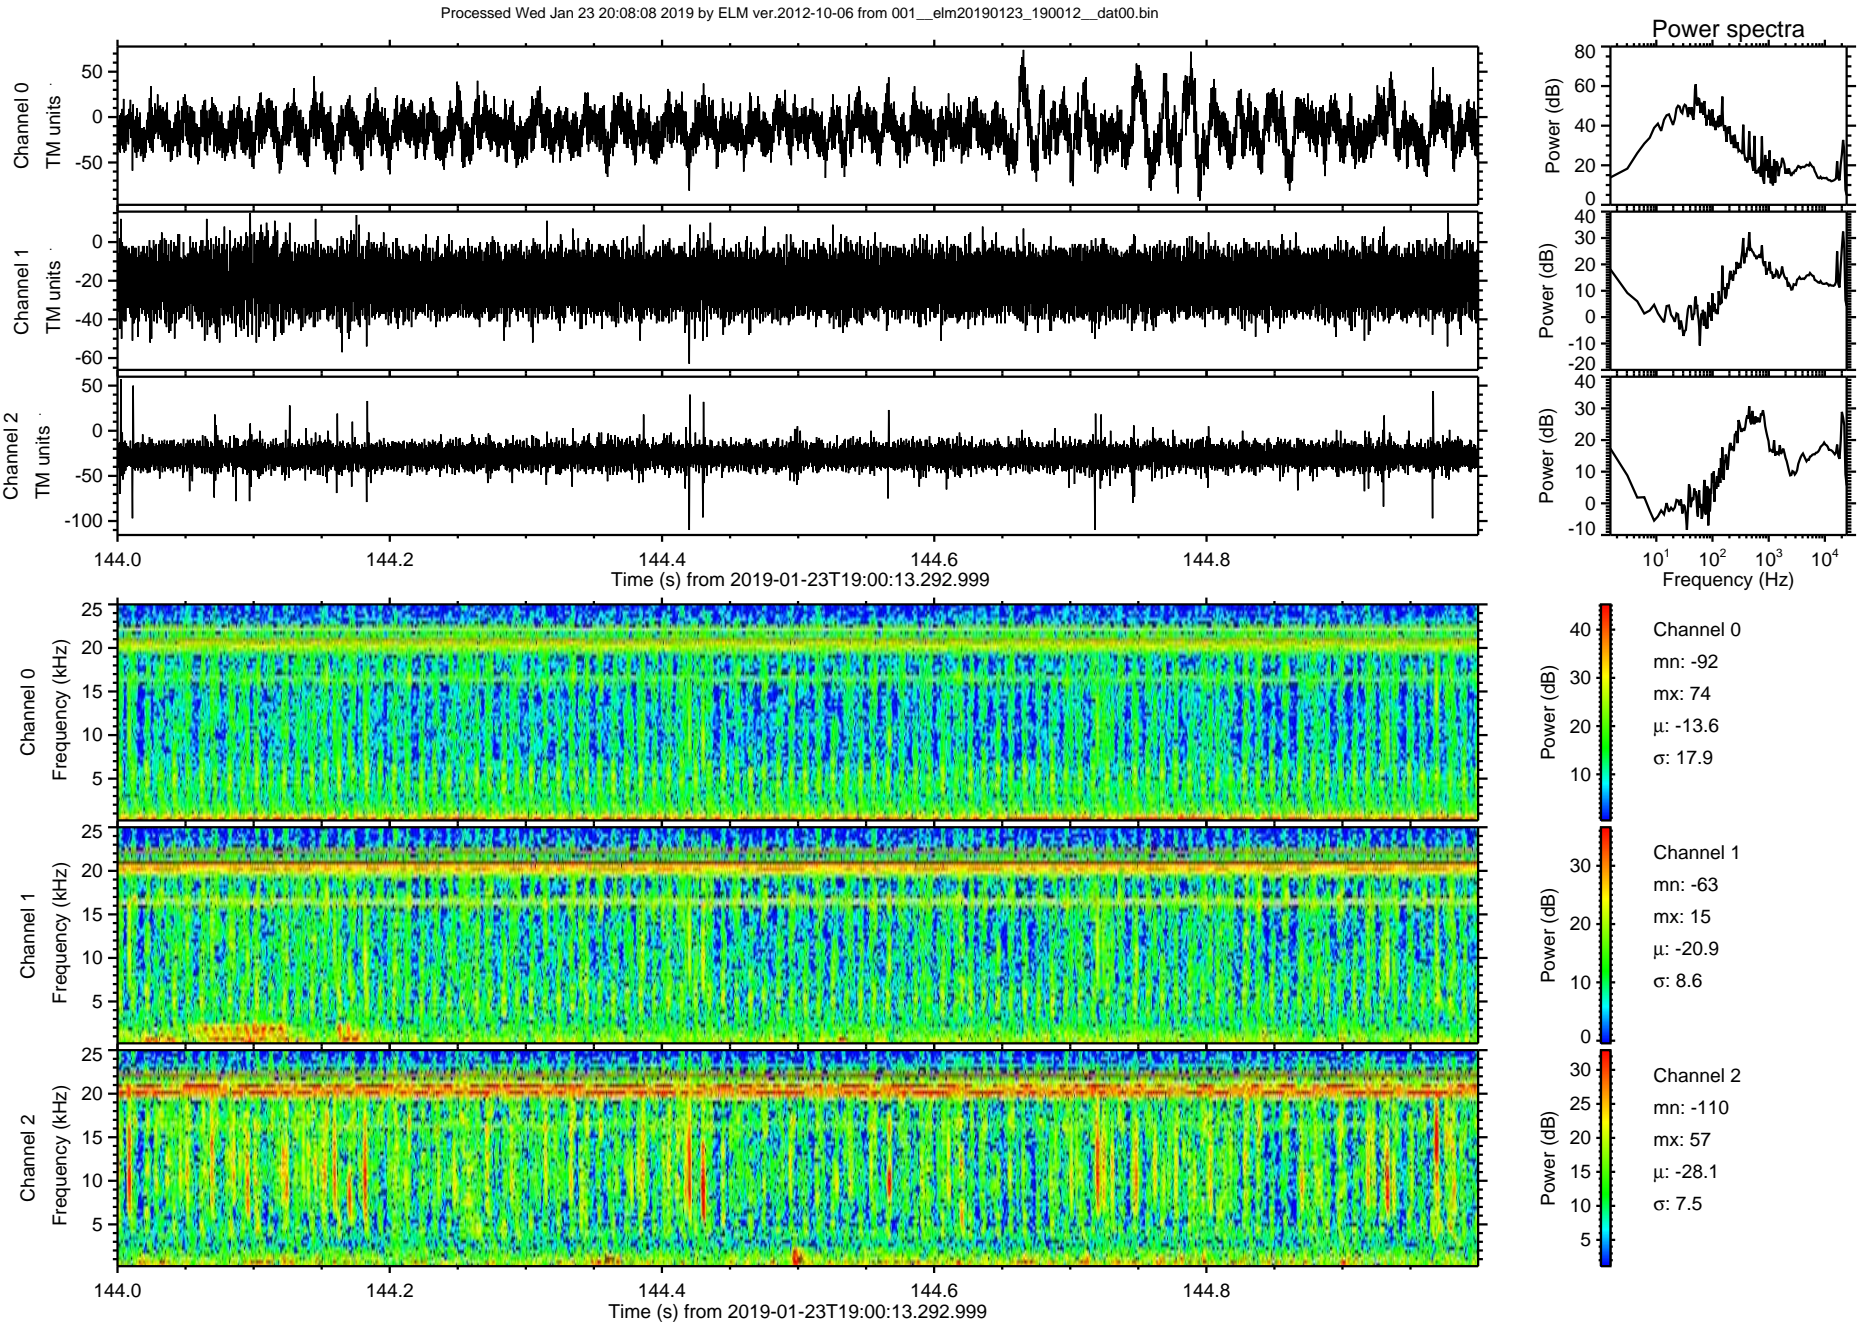 Processed Wed Jan 23 20:08:08 2019 by ELM ver.2012-10-06 from 001__elm20190123_190012__dat00.bin
Power spectra
Channel 0
TM units
50
0
-50
Power (dB)
80
60
40
20
0
Channel 1
TM units
0
-20
-40
-60
Power (dB)
40
30
20
10
0
-10
-20
Channel 2
TM units
50
0
-50
-100
Power (dB)
40
30
20
10
0
-10
144.0 144.2 144.4 144.6 144.8
Time (s) from 2019-01-23T19:00:13.292.999
10¹ 10² 10³ 10⁴
Frequency (Hz)
Channel 0
Frequency (kHz)
25
20
15
10
5
Power (dB)
40
30
20
10
Channel 0
mn: -92
mx: 74
μ: -13.6
σ: 17.9
Channel 1
Frequency (kHz)
25
20
15
10
5
Power (dB)
30
20
10
0
Channel 1
mn: -63
mx: 15
μ: -20.9
σ: 8.6
Channel 2
Frequency (kHz)
25
20
15
10
5
Power (dB)
30
25
20
15
10
5
Channel 2
mn: -110
mx: 57
μ: -28.1
σ: 7.5
144.0 144.2 144.4 144.6 144.8
Time (s) from 2019-01-23T19:00:13.292.999